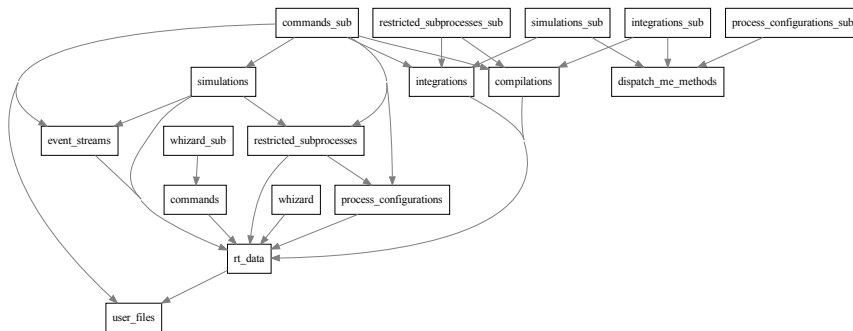 commands_sub
restricted_subprocesses_sub
simulations_sub
integrations_sub
process_configurations_sub
simulations
integrations
compilations
dispatch_me_methods
event_streams
whizard_sub
restricted_subprocesses
commands
whizard
process_configurations
rt_data
user_files